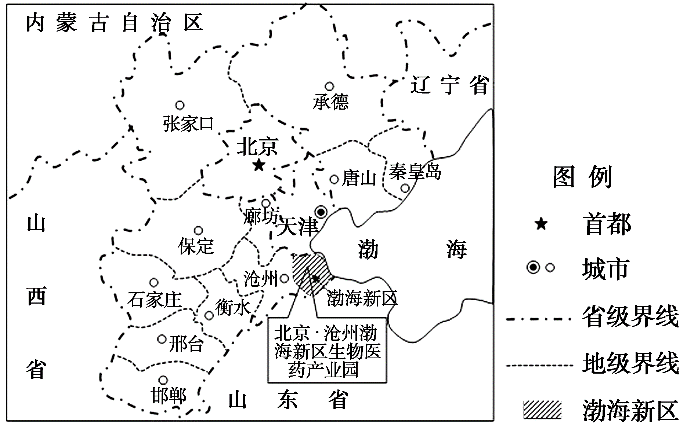 内蒙古自治区
辽宁省
承德
张家口
北京
秦皇岛
唐山
廊坊
天津
山西省
保定
渤海
沧州
石家庄
渤海新区
衡水
北京·沧州渤
海新区生物医
药产业园
邢台
邯郸
山东省
图例
首都
城市
省级界线
地级界线
渤海新区